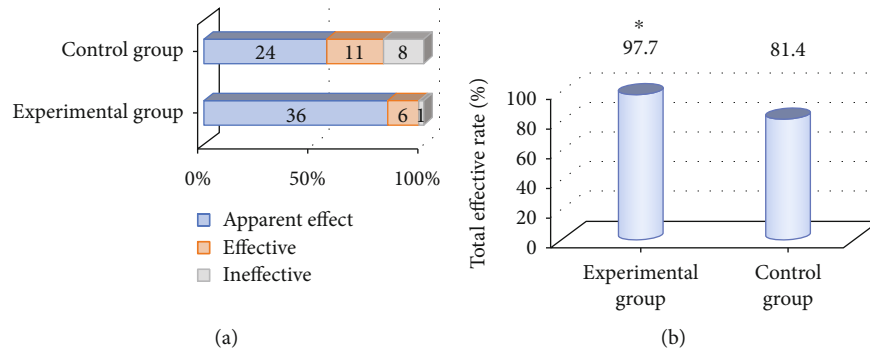 Control group
24 11 8
Experimental group
36 6 1
0% 50% 100%
Apparent effect
Effective
Ineffective
(a)
*
97.7 81.4
Total effective rate (%)
100
80
60
40
20
0
Experimental group
Control group
(b)